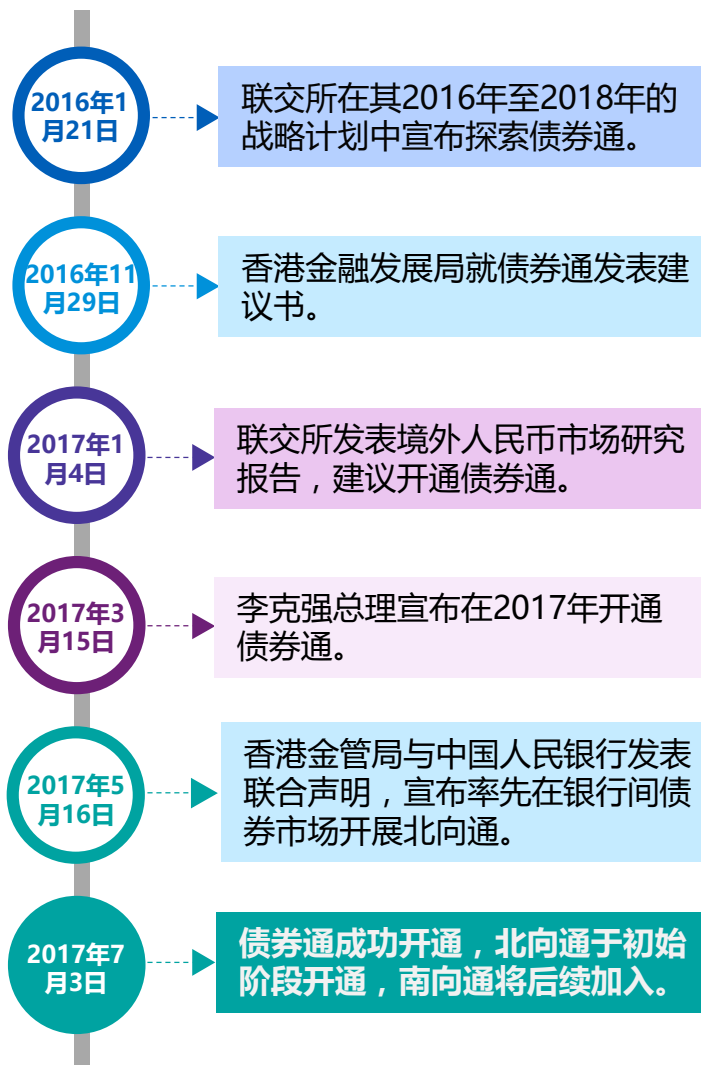 2016年1
月21日
联交所在其2016年至2018年的
战略计划中宣布探索债券通。
2016年11
月29日
香港金融发展局就债券通发表建
议书。
2017年1
月4日
联交所发表境外人民币市场研究
报告，建议开通债券通。
2017年3
月15日
李克强总理宣布在2017年开通
债券通。
2017年5
月16日
香港金管局与中国人民银行发表
联合声明，宣布率先在银行间债
券市场开展北向通。
2017年7
月3日
债券通成功开通，北向通于初始
阶段开通，南向通将后续加入。